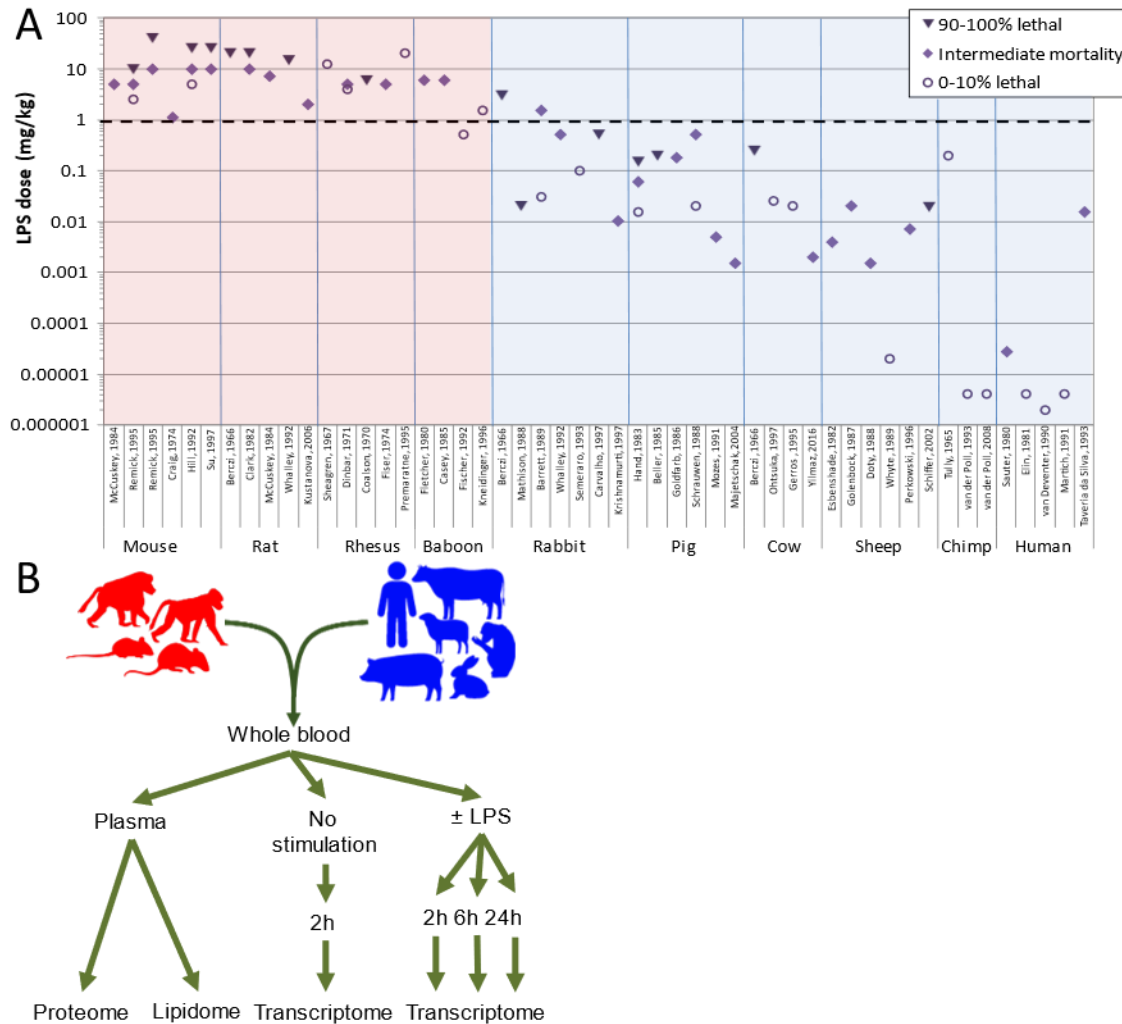 A
100
10
1
0.1
0.01
0.001
0.0001
0.00001
0.000001
LPS dose (mg/kg)
90-100% lethal
Intermediate mortality
0-10% lethal
McCuskey, 1984
Remick, 1995
Remick, 1995
Craig, 1974
Hill, 1992
Su, 1997
Berczi, 1966
Clark, 1982
McCuskey, 1984
Whalley, 1992
Kustanova, 2006
Sheagren, 1967
Dinbar, 1971
Coalson, 1970
Fiser, 1974
Premaratne, 1995
Fletcher, 1980
Casey, 1985
Fischer, 1992
Kneidinger, 1996
Berczi, 1966
Mathison, 1988
Barrett, 1989
Whalley, 1992
Semeraro, 1993
Carvalho, 1997
Krishnamurti, 1997
Hand, 1983
Beller, 1985
Goldfarb, 1986
Schrauwen, 1988
Mozes, 1991
Majetschak, 2004
Berczi, 1966
Ohtsuka, 1997
Gerros, 1995
Yilmaz, 2016
Esbenshade, 1982
Golenbock, 1987
Doty, 1988
Whyte, 1989
Perkowski, 1996
Schiffer, 2002
Tully, 1965
van der Poll, 1993
van der Poll, 2008
Sauter, 1980
Elin, 1981
van Deventer, 1990
Martich, 1991
Taveria da Silva, 1993
Mouse Rat Rhesus Baboon Rabbit Pig Cow Sheep Chimp Human
B
Whole blood
Plasma
No
stimulation
± LPS
2h
2h 6h 24h
Proteome Lipidome Transcriptome Transcriptome